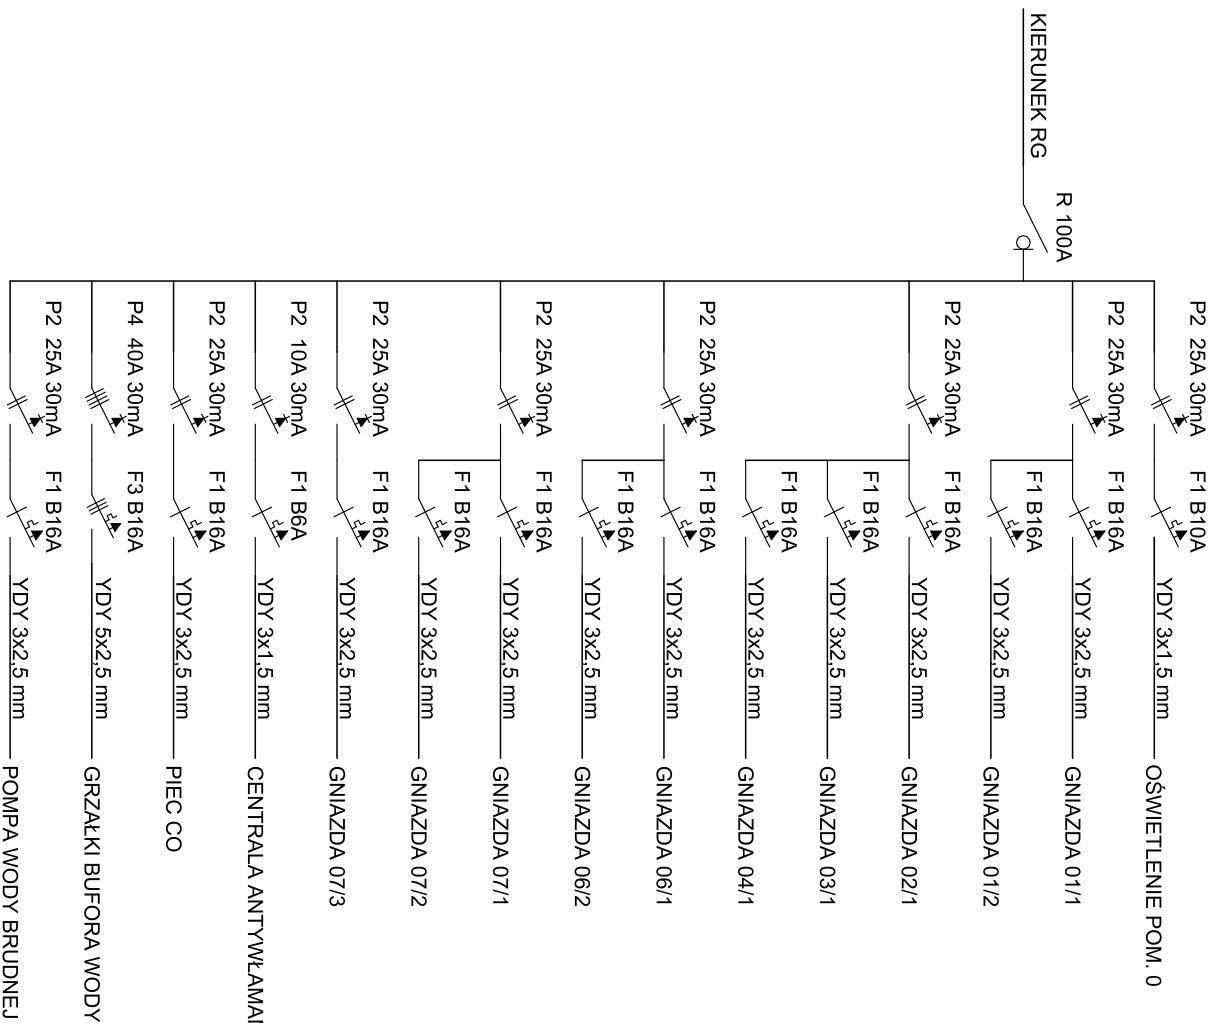 KIERUNEK RG
R 100A
P2 25A 30mA
F1 B10A
YDY 3x1,5 mm
OŚWIETLENIE POM. 0
P2 25A 30mA
F1 B16A
YDY 3x2,5 mm
GNIAZDA 01/1
F1 B16A
YDY 3x2,5 mm
GNIAZDA 01/2
P2 25A 30mA
F1 B16A
YDY 3x2,5 mm
GNIAZDA 02/1
F1 B16A
YDY 3x2,5 mm
GNIAZDA 03/1
F1 B16A
YDY 3x2,5 mm
GNIAZDA 04/1
P2 25A 30mA
F1 B16A
YDY 3x2,5 mm
GNIAZDA 06/1
F1 B16A
YDY 3x2,5 mm
GNIAZDA 06/2
P2 25A 30mA
F1 B16A
YDY 3x2,5 mm
GNIAZDA 07/1
F1 B16A
YDY 3x2,5 mm
GNIAZDA 07/2
P2 25A 30mA
F1 B16A
YDY 3x2,5 mm
GNIAZDA 07/3
P2 10A 30mA
F1 B6A
YDY 3x1,5 mm
CENTRALA
P2 25A 30mA
F1 B16A
YDY 3x2,5 mm
PIEC CO
P4 40A 30mA
F3 B16A
YDY 5x2,5 mm
GRZAŁKI BUFORA WODY
P2 25A 30mA
F1 B16A
YDY 3x2,5 mm
POMPA WODY BRUDNEJ